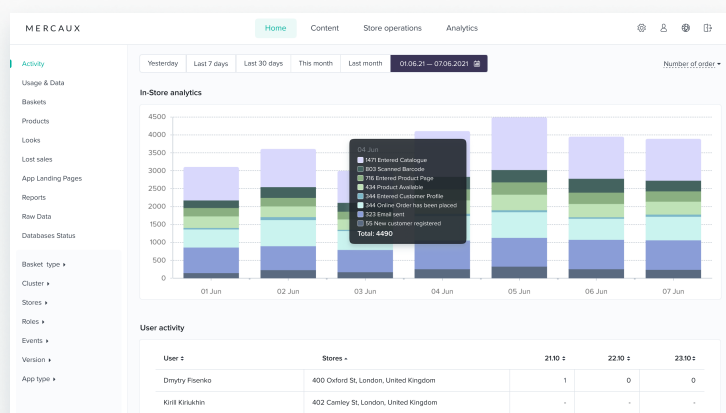 MERCAUX
Home
Content
Store operations
Analytics
Activity
Usage & Data
Baskets
Products
Looks
Lost sales
App Landing Pages
Reports
Raw Data
Databases Status
Basket type
Cluster
Stores
Roles
Events
Version
App type
Yesterday
Last 7 days
Last 30 days
This month
Last month
01.06.21 — 07.06.2021
Number of order
In-Store analytics
4500
4000
3500
3000
2500
2000
1500
1000
500
0
01 Jun
02 Jun
03 Jun
04 Jun
05 Jun
06 Jun
07 Jun
04 Jun
1471 Entered Catalogue
803 Scanned Barcode
716 Entered Product Page
434 Product Available
344 Entered Customer Profile
344 Online Order has been placed
323 Email sent
55 New customer registered
Total: 4490
User activity
User Stores 21.10 22.10 23.10
Dmytry Fisenko 400 Oxford St, London, United Kingdom 1 0 0
Kirill Kiriukhin 402 Camley St, London, United Kingdom - - -